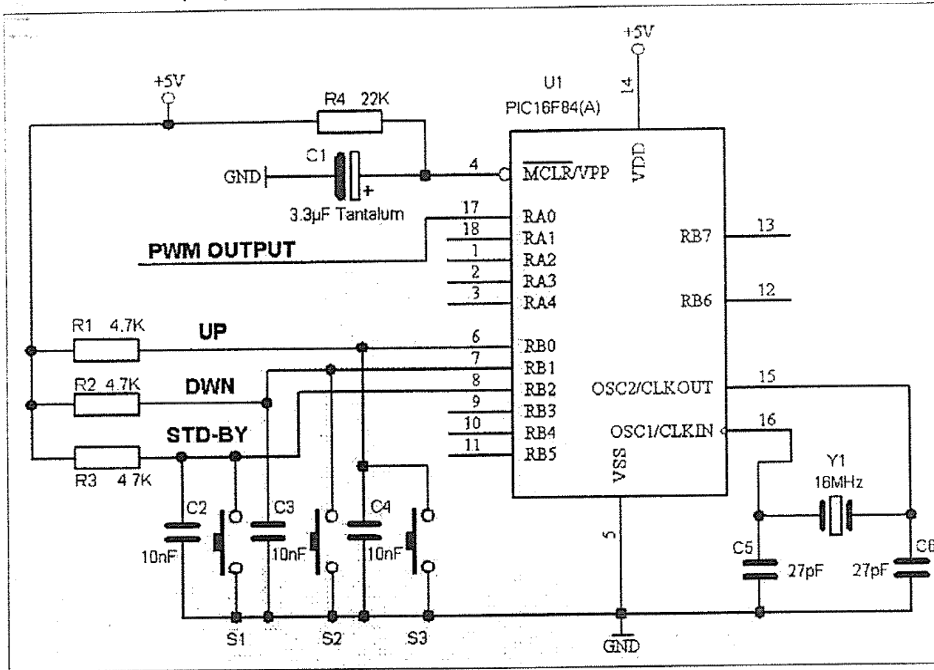 +5V
+5V
U1
PIC16F84(A)
14
R4 22K
C1
GND
3.3µF Tantalum
4
MCLR/VPP
VDD
17
RA0
18
RA1
PWM OUTPUT
1
RA2
2
RA3
3
RA4
RB7
13
RB6
12
R1 4.7K
UP
6
RB0
7
RB1
R2 4.7K
DWN
8
RB2
9
RB3
10
RB4
11
RB5
STD-BY
R3 4.7K
OSC2/CLKOUT
15
OSC1/CLKIN
16
VSS
5
Y1
16MHz
C2
10nF
C3
10nF
C4
10nF
C5
27pF
C6
27pF
S1
S2
S3
GND